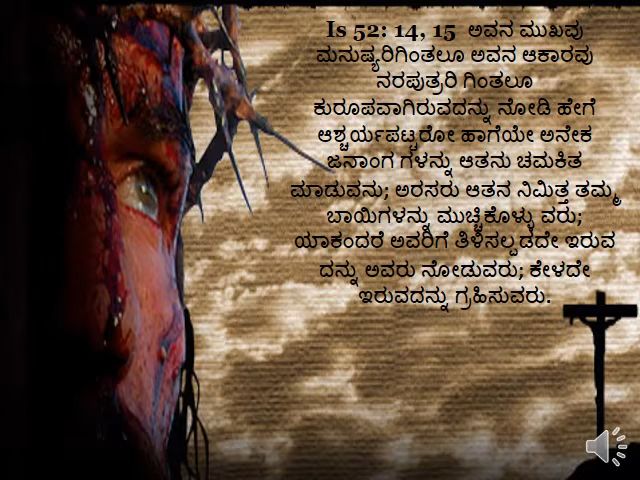 Is 52: 14, 15 ಅವನ ಮುಖವು
ಮನುಷ್ಯರಿಗಿಂತಲೂ ಅವನ ಆಕಾರವು
ನರಪುತ್ರರಿ ಗಿಂತಲೂ
ಕುರೂಪವಾಗಿರುವದನ್ನು ನೋಡಿ ಹೇಗೆ
ಆಶ್ಚರ್ಯಪಟ್ಟರೋ ಹಾಗೆಯೇ ಅನೇಕ
ಜನಾಂಗ ಗಳನ್ನು ಆತನು ಚಮಕಿತ
ಮಾಡುವನು; ಅರಸರು ಆತನ ನಿಮಿತ್ತ ತಮ್ಮ
ಬಾಯಿಗಳನ್ನು ಮುಚ್ಚಿಕೊಳ್ಳು ವರು;
ಯಾಕಂದರೆ ಅವರಿಗೆ ತಿಳಿಸಲ್ಪಡದೇ ಇರುವ
ದನ್ನು ಅವರು ನೋಡುವರು; ಕೇಳದೇ
ಇರುವದನ್ನು ಗ್ರಹಿಸುವರು.